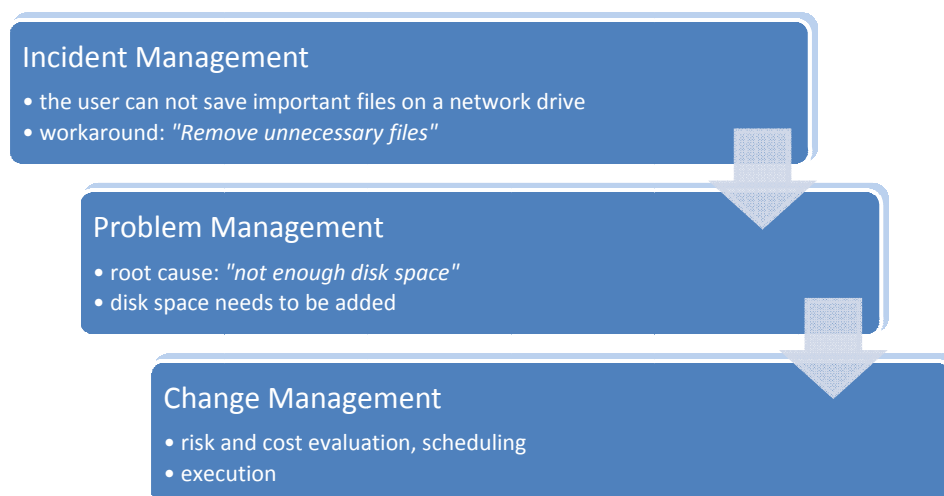 Incident Management
• the user can not save important files on a network drive
• workaround: "Remove unnecessary files"
Problem Management
• root cause: "not enough disk space"
• disk space needs to be added
Change Management
• risk and cost evaluation, scheduling
• execution